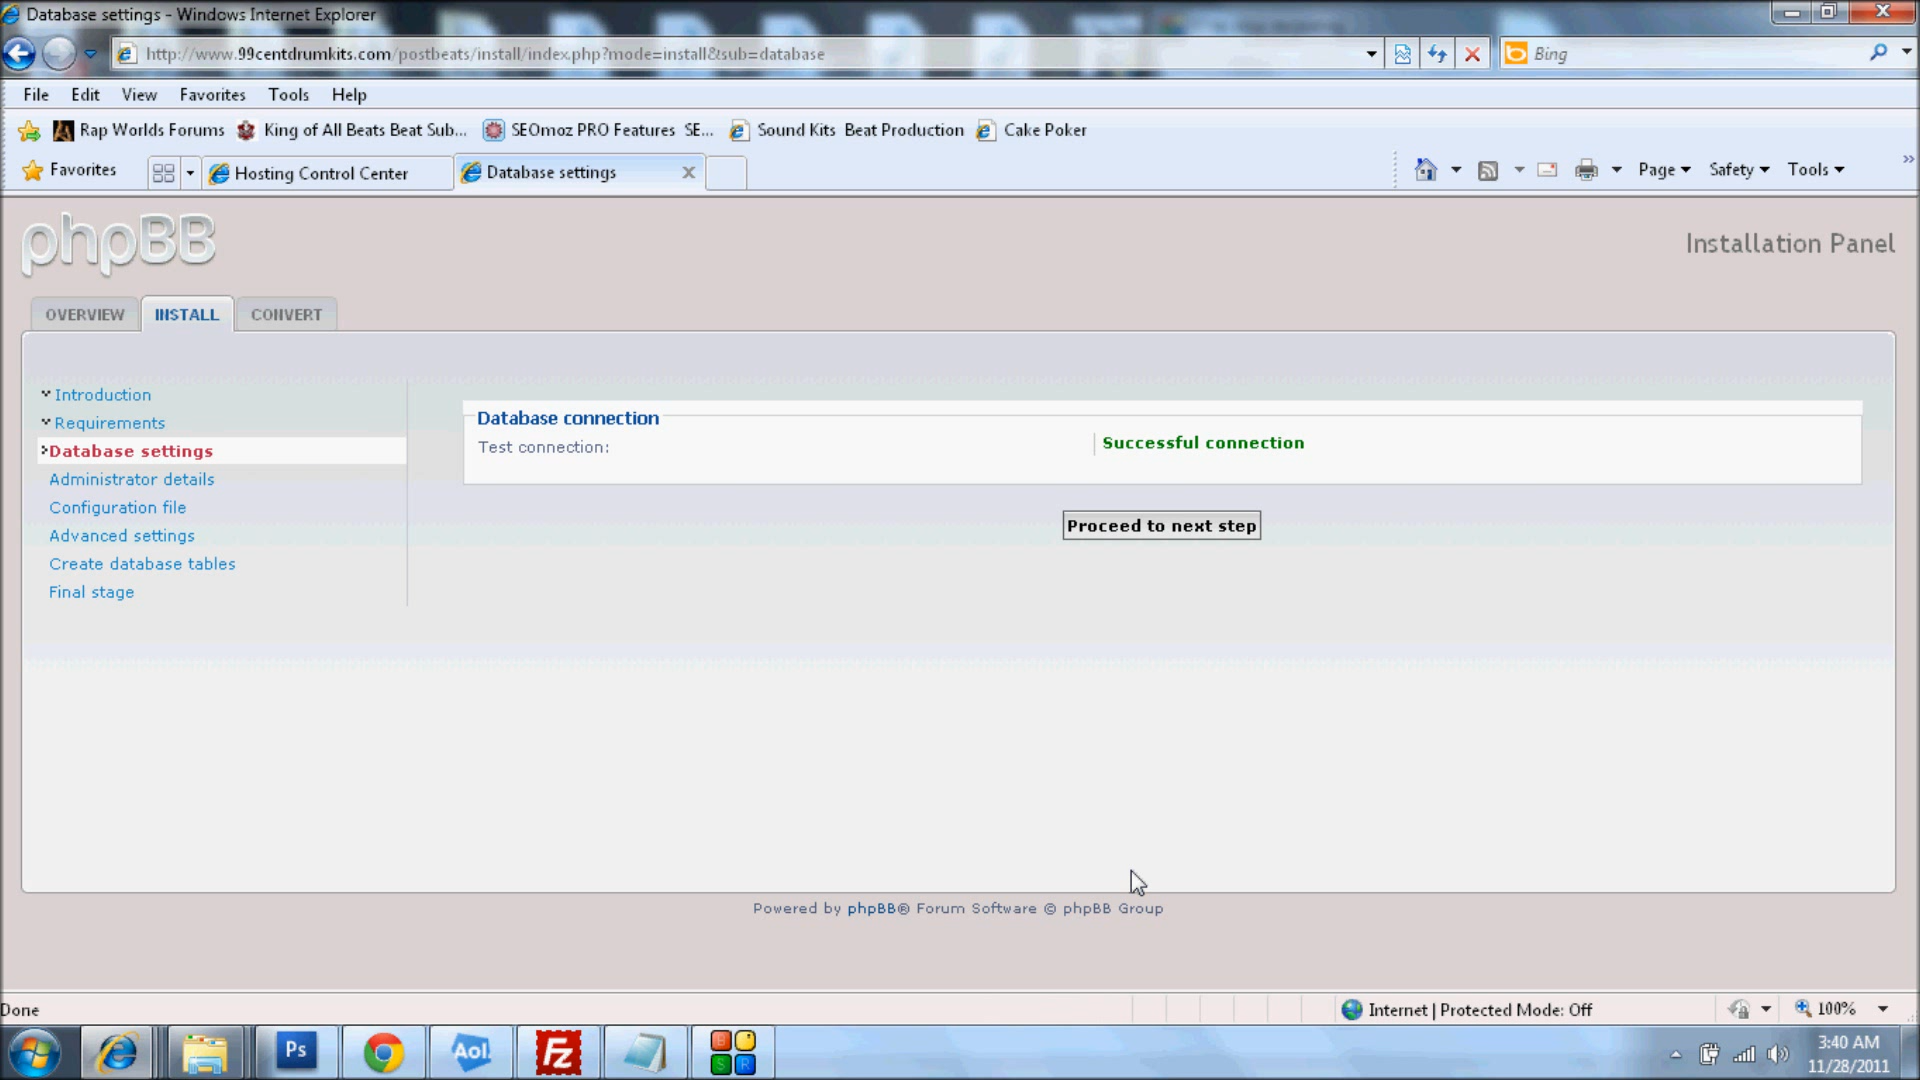 Database settings - Windows Internet Explorer
http://www.99centdrumkits.com/postbeats/install/index.php?mode=install&sub=database
Bing
File Edit View Favorites Tools Help
Rap Worlds Forums King of All Beats Beat Sub... SEOmoz PRO Features SE... Sound Kits Beat Production Cake Poker
Favorites Hosting Control Center Database settings Page Safety Tools
phpBB
Installation Panel
OVERVIEW INSTALL CONVERT
Introduction
Requirements
Database settings
Administrator details
Configuration file
Advanced settings
Create database tables
Final stage
Database connection
Test connection: Successful connection
Proceed to next step
Powered by phpBB® Forum Software © phpBB Group
Done
Internet | Protected Mode: Off
100%
Ps
Aol.
Fz
B
S R
3:40 AM
11/28/2011